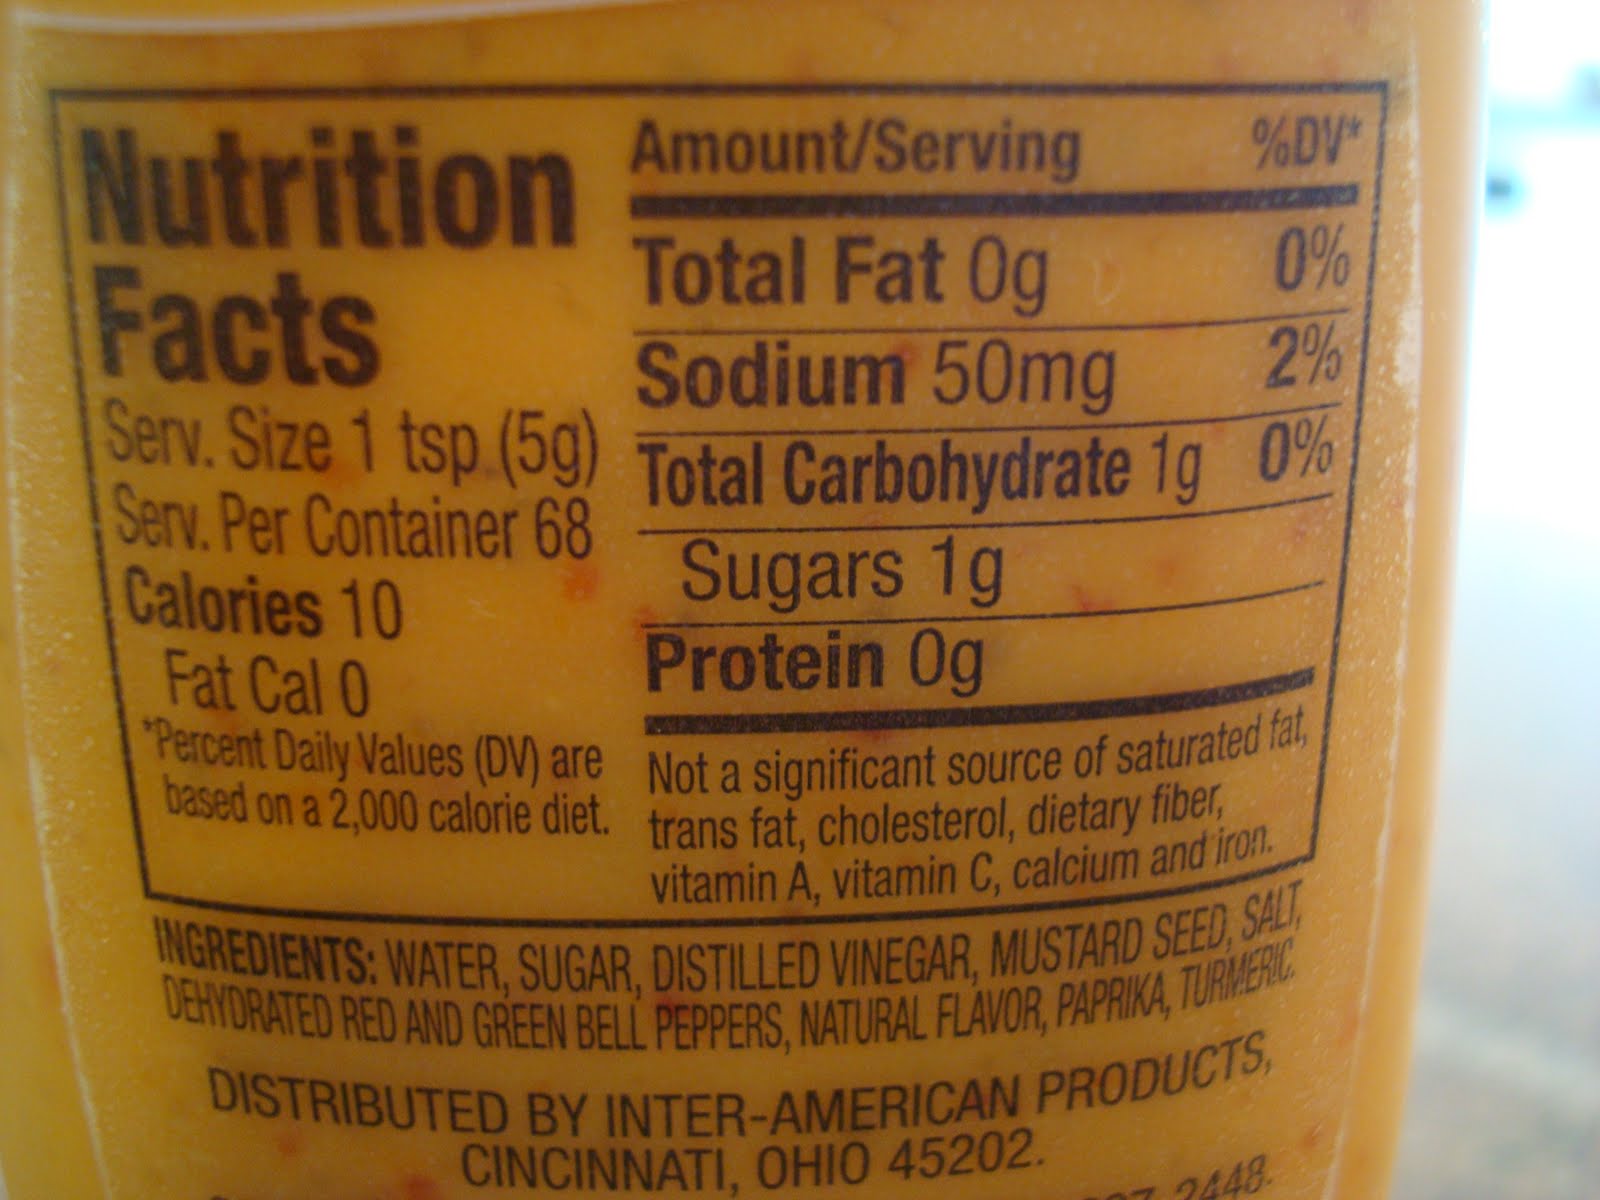 Nutrition
Facts
Serv. Size 1 tsp (5g)
Serv. Per Container 68
Calories 10
Fat Cal 0
*Percent Daily Values (DV) are
based on a 2,000 calorie diet.
Amount/Serving %DV*
Total Fat 0g 0%
Sodium 50mg 2%
Total Carbohydrate 1g 0%
Sugars 1g
Protein 0g
Not a significant source of saturated fat,
trans fat, cholesterol, dietary fiber,
vitamin A, vitamin C, calcium and iron.
INGREDIENTS: WATER, SUGAR, DISTILLED VINEGAR, MUSTARD SEED, SALT,
DEHYDRATED RED AND GREEN BELL PEPPERS, NATURAL FLAVOR, PAPRIKA, TURMERIC.
DISTRIBUTED BY INTER-AMERICAN PRODUCTS,
CINCINNATI, OHIO 45202.
2448.